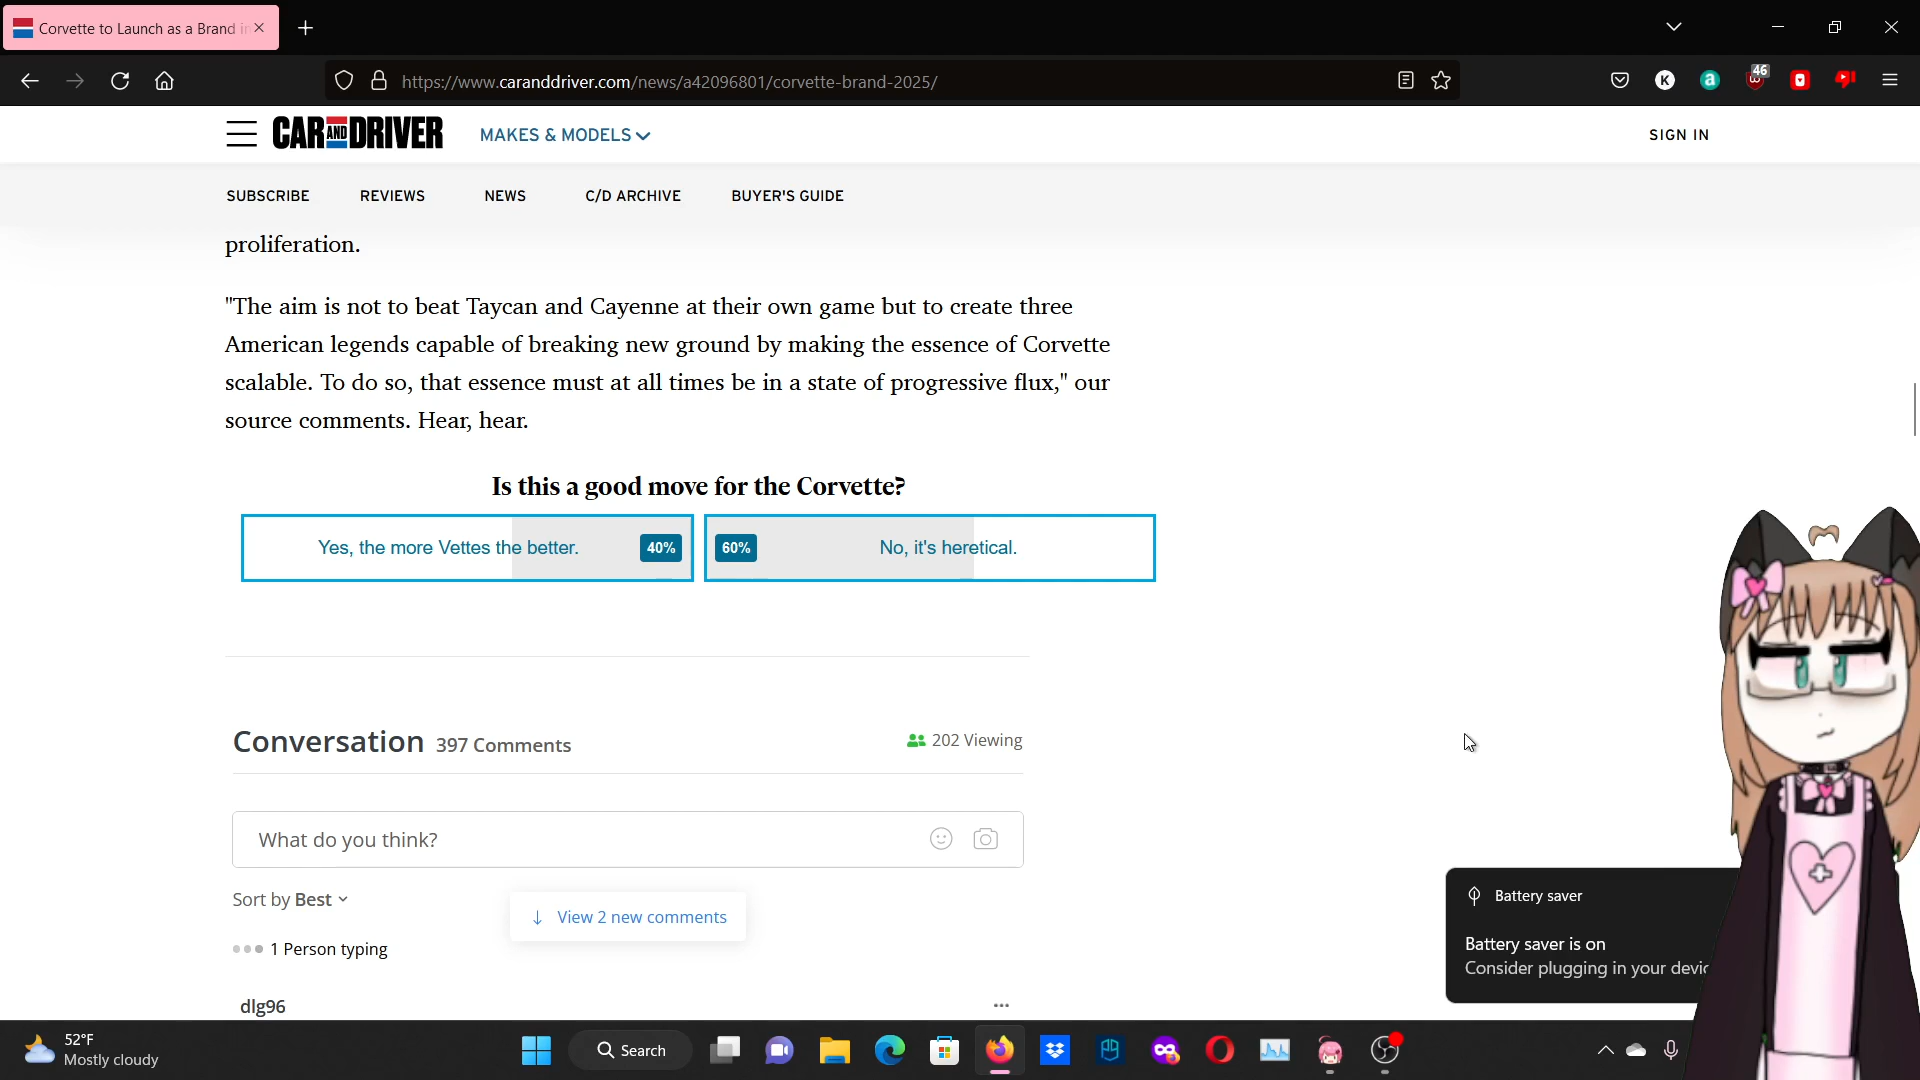 Corvette to Launch as a Brand in
https://www.caranddriver.com/news/a42096801/corvette-brand-2025/
46
CAR AND DRIVER
MAKES & MODELS
SIGN IN
SUBSCRIBE
REVIEWS
NEWS
C/D ARCHIVE
BUYER'S GUIDE
proliferation.
"The aim is not to beat Taycan and Cayenne at their own game but to create three
American legends capable of breaking new ground by making the essence of Corvette
scalable. To do so, that essence must at all times be in a state of progressive flux," our
source comments. Hear, hear.
Is this a good move for the Corvette?
Yes, the more Vettes the better.
40%
60%
No, it's heretical.
Conversation 397 Comments
202 Viewing
What do you think?
Sort by Best
View 2 new comments
1 Person typing
dlg96
Battery saver
Battery saver is on
Consider plugging in your devic
52°F
Mostly cloudy
Search